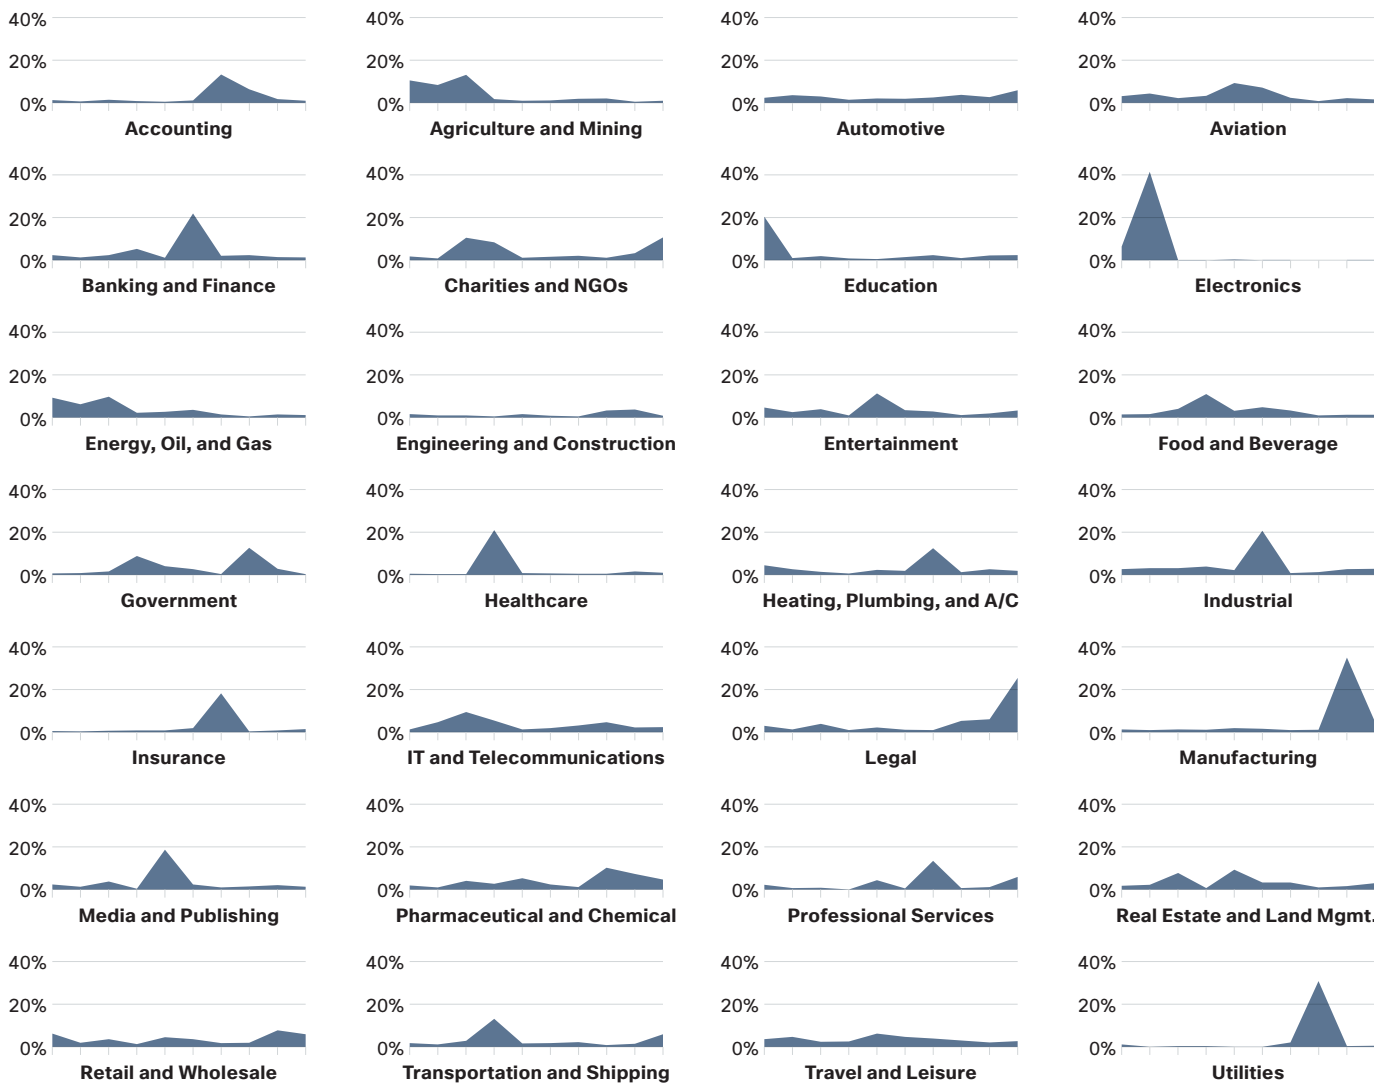 40% 40% 40% 40%
20% 20% 20% 20%
0% 0% 0% 0%
Accounting Agriculture and Mining Automotive Aviation
40% 40% 40% 40%
20% 20% 20% 20%
0% 0% 0% 0%
Banking and Finance Charities and NGOs Education Electronics
40% 40% 40% 40%
20% 20% 20% 20%
0% 0% 0% 0%
Energy, Oil, and Gas Engineering and Construction Entertainment Food and Beverage
40% 40% 40% 40%
20% 20% 20% 20%
0% 0% 0% 0%
Government Healthcare Heating, Plumbing, and A/C Industrial
40% 40% 40% 40%
20% 20% 20% 20%
0% 0% 0% 0%
Insurance IT and Telecommunications Legal Manufacturing
40% 40% 40% 40%
20% 20% 20% 20%
0% 0% 0% 0%
Media and Publishing Pharmaceutical and Chemical Professional Services Real Estate and Land Mgmt.
40% 40% 40% 40%
20% 20% 20% 20%
0% 0% 0% 0%
Retail and Wholesale Transportation and Shipping Travel and Leisure Utilities